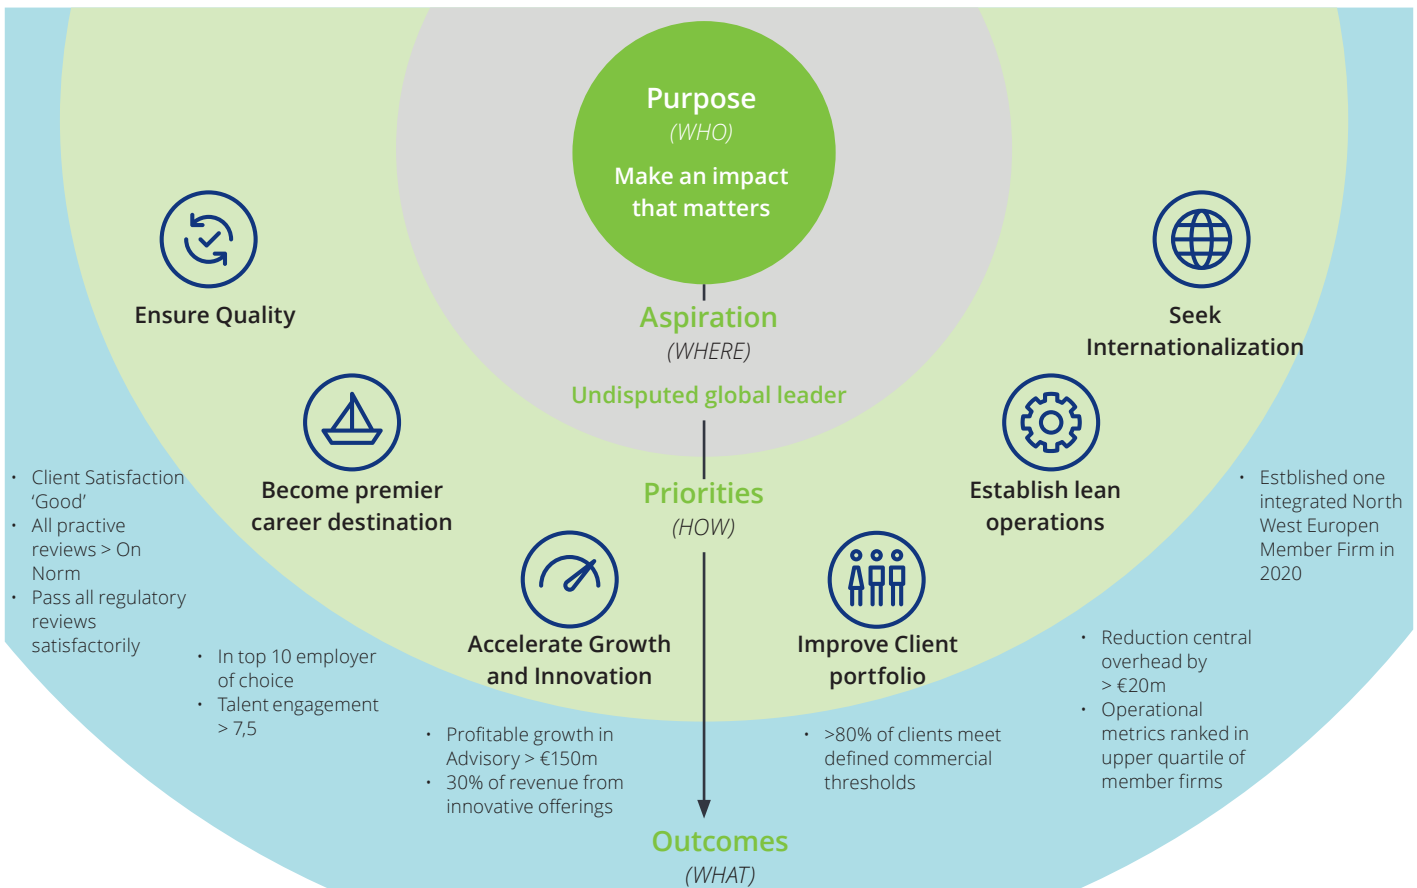 Purpose
(WHO)
Make an impact
that matters
Aspiration
(WHERE)
Undisputed global leader
Priorities
(HOW)
Ensure Quality
Become premier
career destination
Accelerate Growth
and Innovation
Improve Client
portfolio
Establish lean
operations
Seek
Internationalization
• Client Satisfaction
‘Good’
• All practive
reviews > On
Norm
• Pass all regulatory
reviews
satisfactorily
• In top 10 employer
of choice
• Talent engagement
> 7,5
• Profitable growth in
Advisory > €150m
• 30% of revenue from
innovative offerings
• >80% of clients meet
defined commercial
thresholds
• Reduction central
overhead by
> €20m
• Operational
metrics ranked in
upper quartile of
member firms
• Estblished one
integrated North
West Europen
Member Firm in
2020
Outcomes
(WHAT)